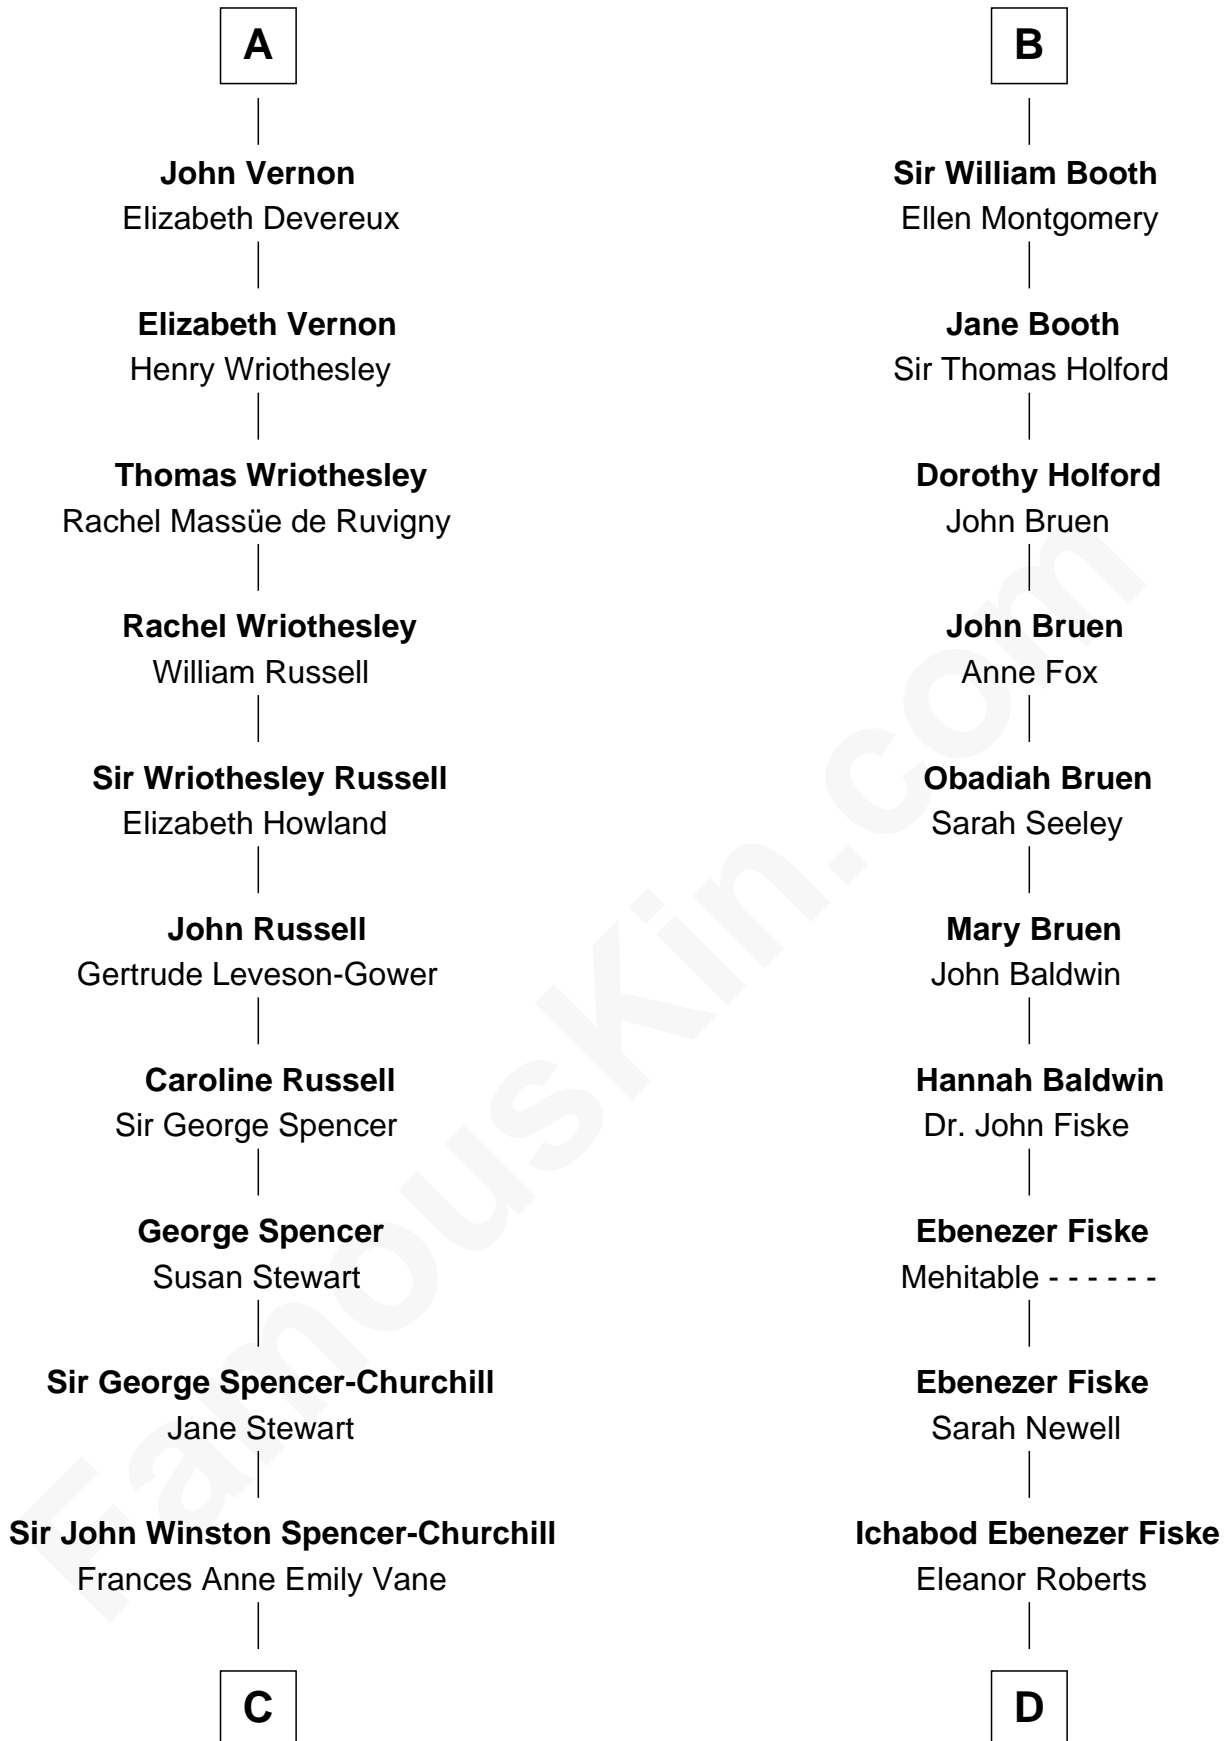 A
John Vernon
Elizabeth Devereux
Elizabeth Vernon
Henry Wriothesley
Thomas Wriothesley
Rachel Massüe de Ruvigny
Rachel Wriothesley
William Russell
Sir Wriothesley Russell
Elizabeth Howland
John Russell
Gertrude Leveson-Gower
Caroline Russell
Sir George Spencer
George Spencer
Susan Stewart
Sir George Spencer-Churchill
Jane Stewart
Sir John Winston Spencer-Churchill
Frances Anne Emily Vane
C
B
Sir William Booth
Ellen Montgomery
Jane Booth
Sir Thomas Holford
Dorothy Holford
John Bruen
John Bruen
Anne Fox
Obadiah Bruen
Sarah Seeley
Mary Bruen
John Baldwin
Hannah Baldwin
Dr. John Fiske
Ebenezer Fiske
Mehitable - - - - - -
Ebenezer Fiske
Sarah Newell
Ichabod Ebenezer Fiske
Eleanor Roberts
D
FamousKin.com